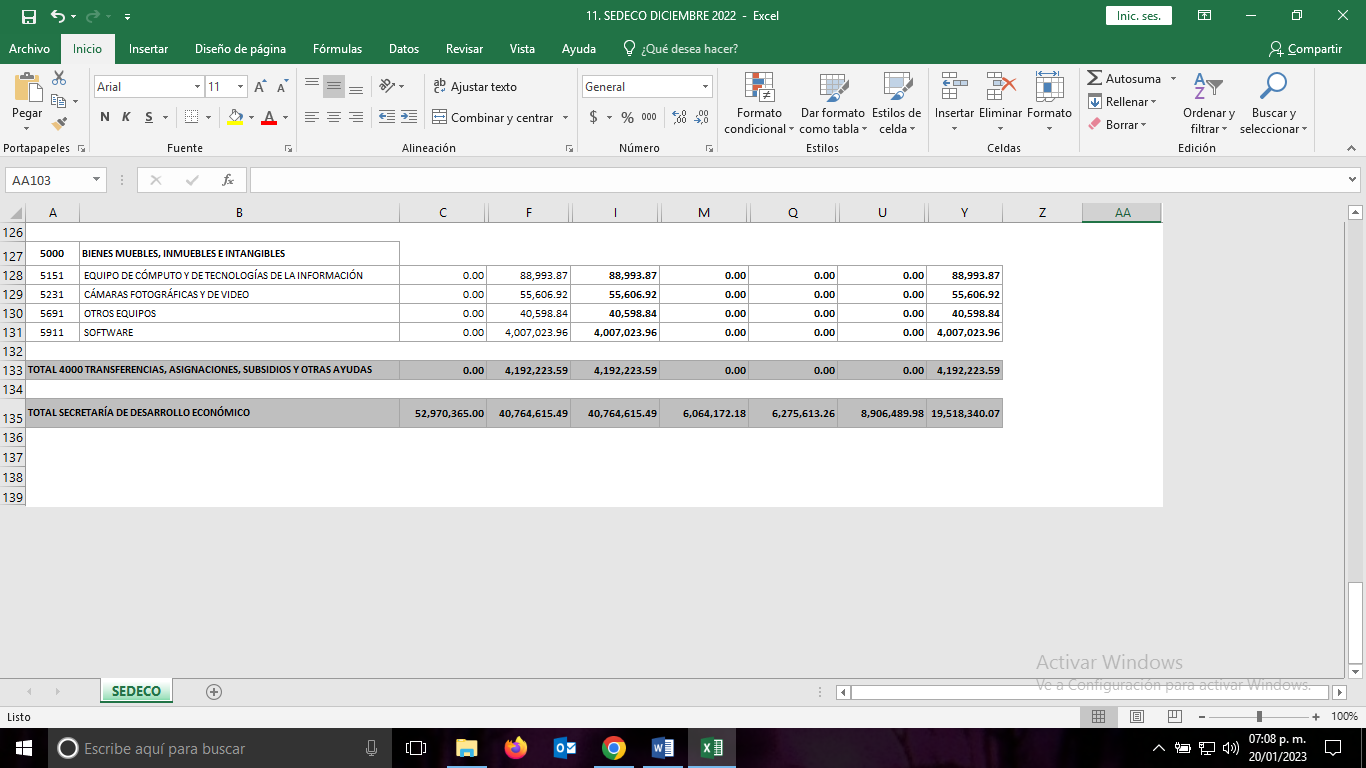 11. SEDECO DICIEMBRE 2022 - Excel
Inic. ses.
Archivo Inicio Insertar Diseño de página Fórmulas Datos Revisar Vista Ayuda ¿Qué desea hacer? Compartir
Pegar
Portapapeles
Arial 11
N K S
Fuente
Ajustar texto
Combinar y centrar
Alineación
General
$ % 000
Número
Formato condicional
Dar formato como tabla
Estilos de celda
Estilos
Insertar Eliminar Formato
Celdas
Autosuma
Rellenar
Borrar
Ordenar y filtrar
Buscar y seleccionar
Edición
AA103 fx
A B C F I M Q U Y Z AA
126
127 5000 BIENES MUEBLES, INMUEBLES E INTANGIBLES
128 5151 EQUIPO DE CÓMPUTO Y DE TECNOLOGÍAS DE LA INFORMACIÓN 0.00 88,993.87 88,993.87 0.00 0.00 0.00 88,993.87
129 5231 CÁMARAS FOTOGRÁFICAS Y DE VIDEO 0.00 55,606.92 55,606.92 0.00 0.00 0.00 55,606.92
130 5691 OTROS EQUIPOS 0.00 40,598.84 40,598.84 0.00 0.00 0.00 40,598.84
131 5911 SOFTWARE 0.00 4,007,023.96 4,007,023.96 0.00 0.00 0.00 4,007,023.96
132
133 TOTAL 4000 TRANSFERENCIAS, ASIGNACIONES, SUBSIDIOS Y OTRAS AYUDAS 0.00 4,192,223.59 4,192,223.59 0.00 0.00 0.00 4,192,223.59
134
135 TOTAL SECRETARÍA DE DESARROLLO ECONÓMICO 52,970,365.00 40,764,615.49 40,764,615.49 6,064,172.18 6,275,613.26 8,906,489.98 19,518,340.07
136
137
138
139
Activar Windows
Ve a Configuración para activar Windows.
SEDECO
Listo 100%
Escribe aquí para buscar
07:08 p. m.
20/01/2023